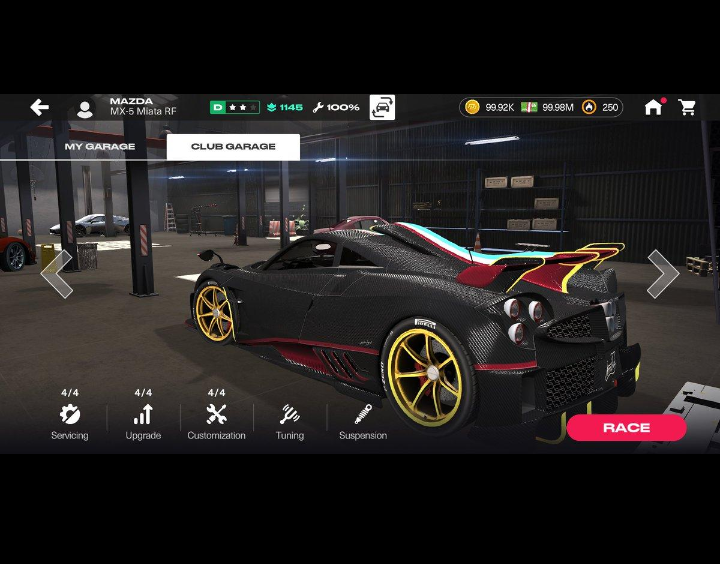 MAZDA
MX-5 Miata RF
D
1145
100%
99.92K
99.98M
250
MY GARAGE
CLUB GARAGE
PIRELLI
4/4
4/4
4/4
Servicing
Upgrade
Customization
Tuning
Suspension
RACE